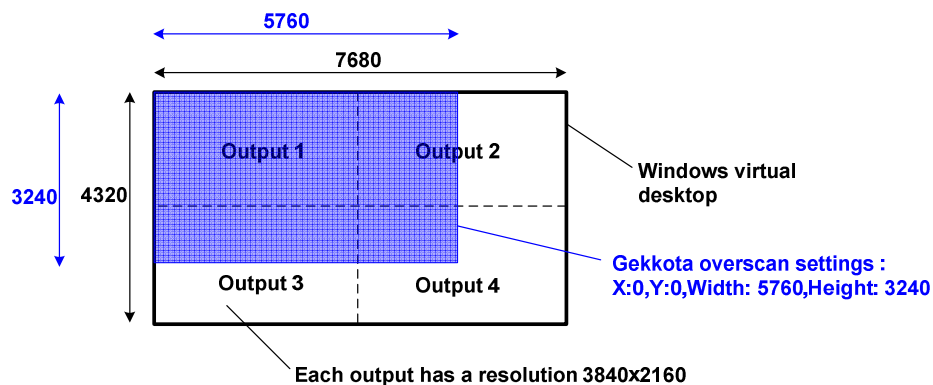 5760
7680
Output 1
Output 2
Windows virtual
desktop
3240
4320
Gekkota overscan settings :
X:0,Y:0,Width: 5760,Height: 3240
Output 3
Output 4
Each output has a resolution 3840x2160